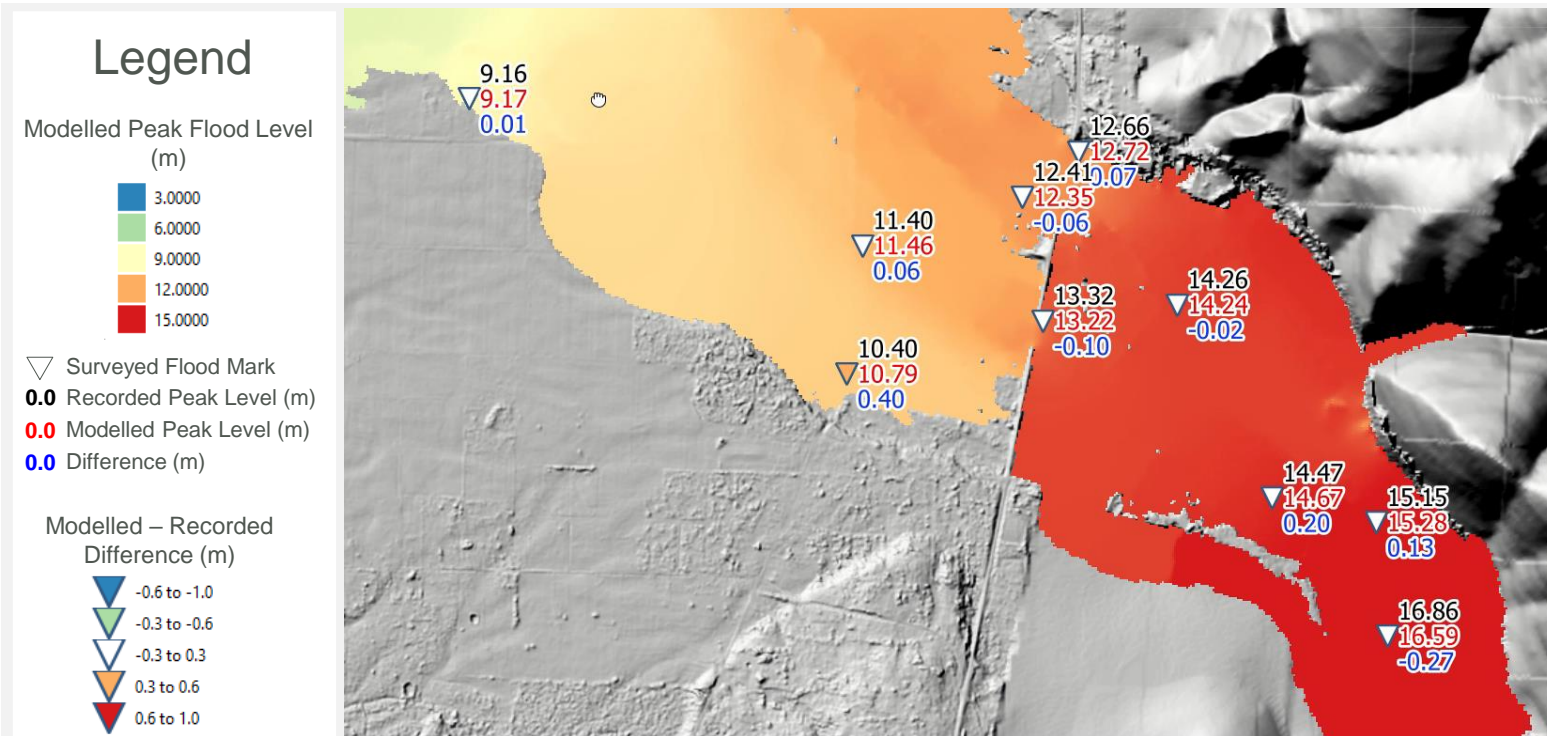 Legend
Modelled Peak Flood Level
(m)
3.0000
6.0000
9.0000
12.0000
15.0000
Surveyed Flood Mark
0.0 Recorded Peak Level (m)
0.0 Modelled Peak Level (m)
0.0 Difference (m)
Modelled – Recorded
Difference (m)
-0.6 to -1.0
-0.3 to -0.6
-0.3 to 0.3
0.3 to 0.6
0.6 to 1.0
9.16
9.17
0.01
12.66
12.72
0.07
12.41
12.35
-0.06
11.40
11.46
0.06
14.26
14.24
-0.02
13.32
13.22
-0.10
10.40
10.79
0.40
14.47
14.67
0.20
15.15
15.28
0.13
16.86
16.59
-0.27